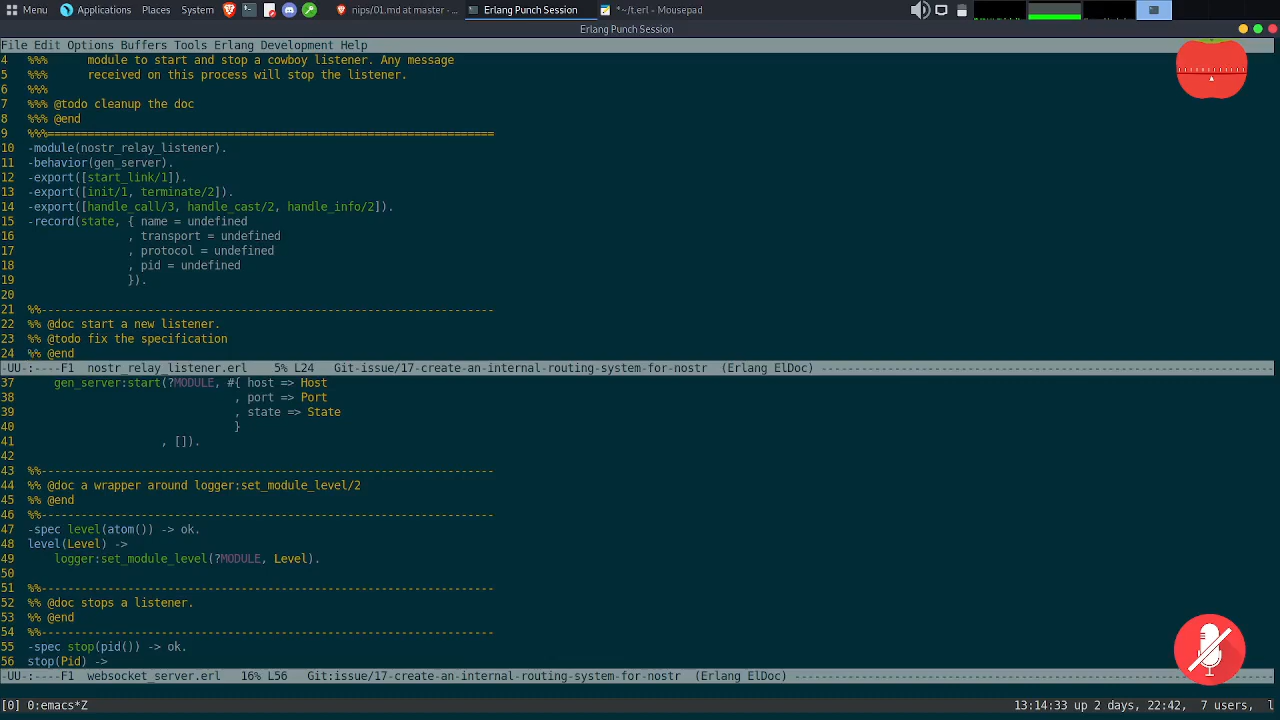 Menu Applications Places System nips/01.md at master - ... Erlang Punch Session *~/t.erl - Mousepad
Erlang Punch Session
File Edit Options Buffers Tools Erlang Development Help
4 %%% module to start and stop a cowboy listener. Any message
5 %%% received on this process will stop the listener.
6 %%%
7 %%% @todo cleanup the doc
8 %%% @end
9 %%%===================================================================
10 -module(nostr_relay_listener).
11 -behavior(gen_server).
12 -export([start_link/1]).
13 -export([init/1, terminate/2]).
14 -export([handle_call/3, handle_cast/2, handle_info/2]).
15 -record(state, { name = undefined
16 , transport = undefined
17 , protocol = undefined
18 , pid = undefined
19 }).
20
21 %%--------------------------------------------------------------------
22 %% @doc start a new listener.
23 %% @todo fix the specification
24 %% @end
-UU-:----F1 nostr_relay_listener.erl 5% L24 Git-issue/17-create-an-internal-routing-system-for-nostr (Erlang ElDoc) --------------------------------------------------------------------
37 gen_server:start(?MODULE, #{ host => Host
38 , port => Port
39 , state => State
40 }
41 , []).
42
43 %%--------------------------------------------------------------------
44 %% @doc a wrapper around logger:set_module_level/2
45 %% @end
46 %%--------------------------------------------------------------------
47 -spec level(atom()) -> ok.
48 level(Level) ->
49 logger:set_module_level(?MODULE, Level).
50
51 %%--------------------------------------------------------------------
52 %% @doc stops a listener.
53 %% @end
54 %%--------------------------------------------------------------------
55 -spec stop(pid()) -> ok.
56 stop(Pid) ->
-UU-:----F1 websocket_server.erl 16% L56 Git:issue/17-create-an-internal-routing-system-for-nostr (Erlang ElDoc) ------------------------------------------------------------------------
[0] 0:emacs*Z 13:14:33 up 2 days, 22:42, 7 users, l